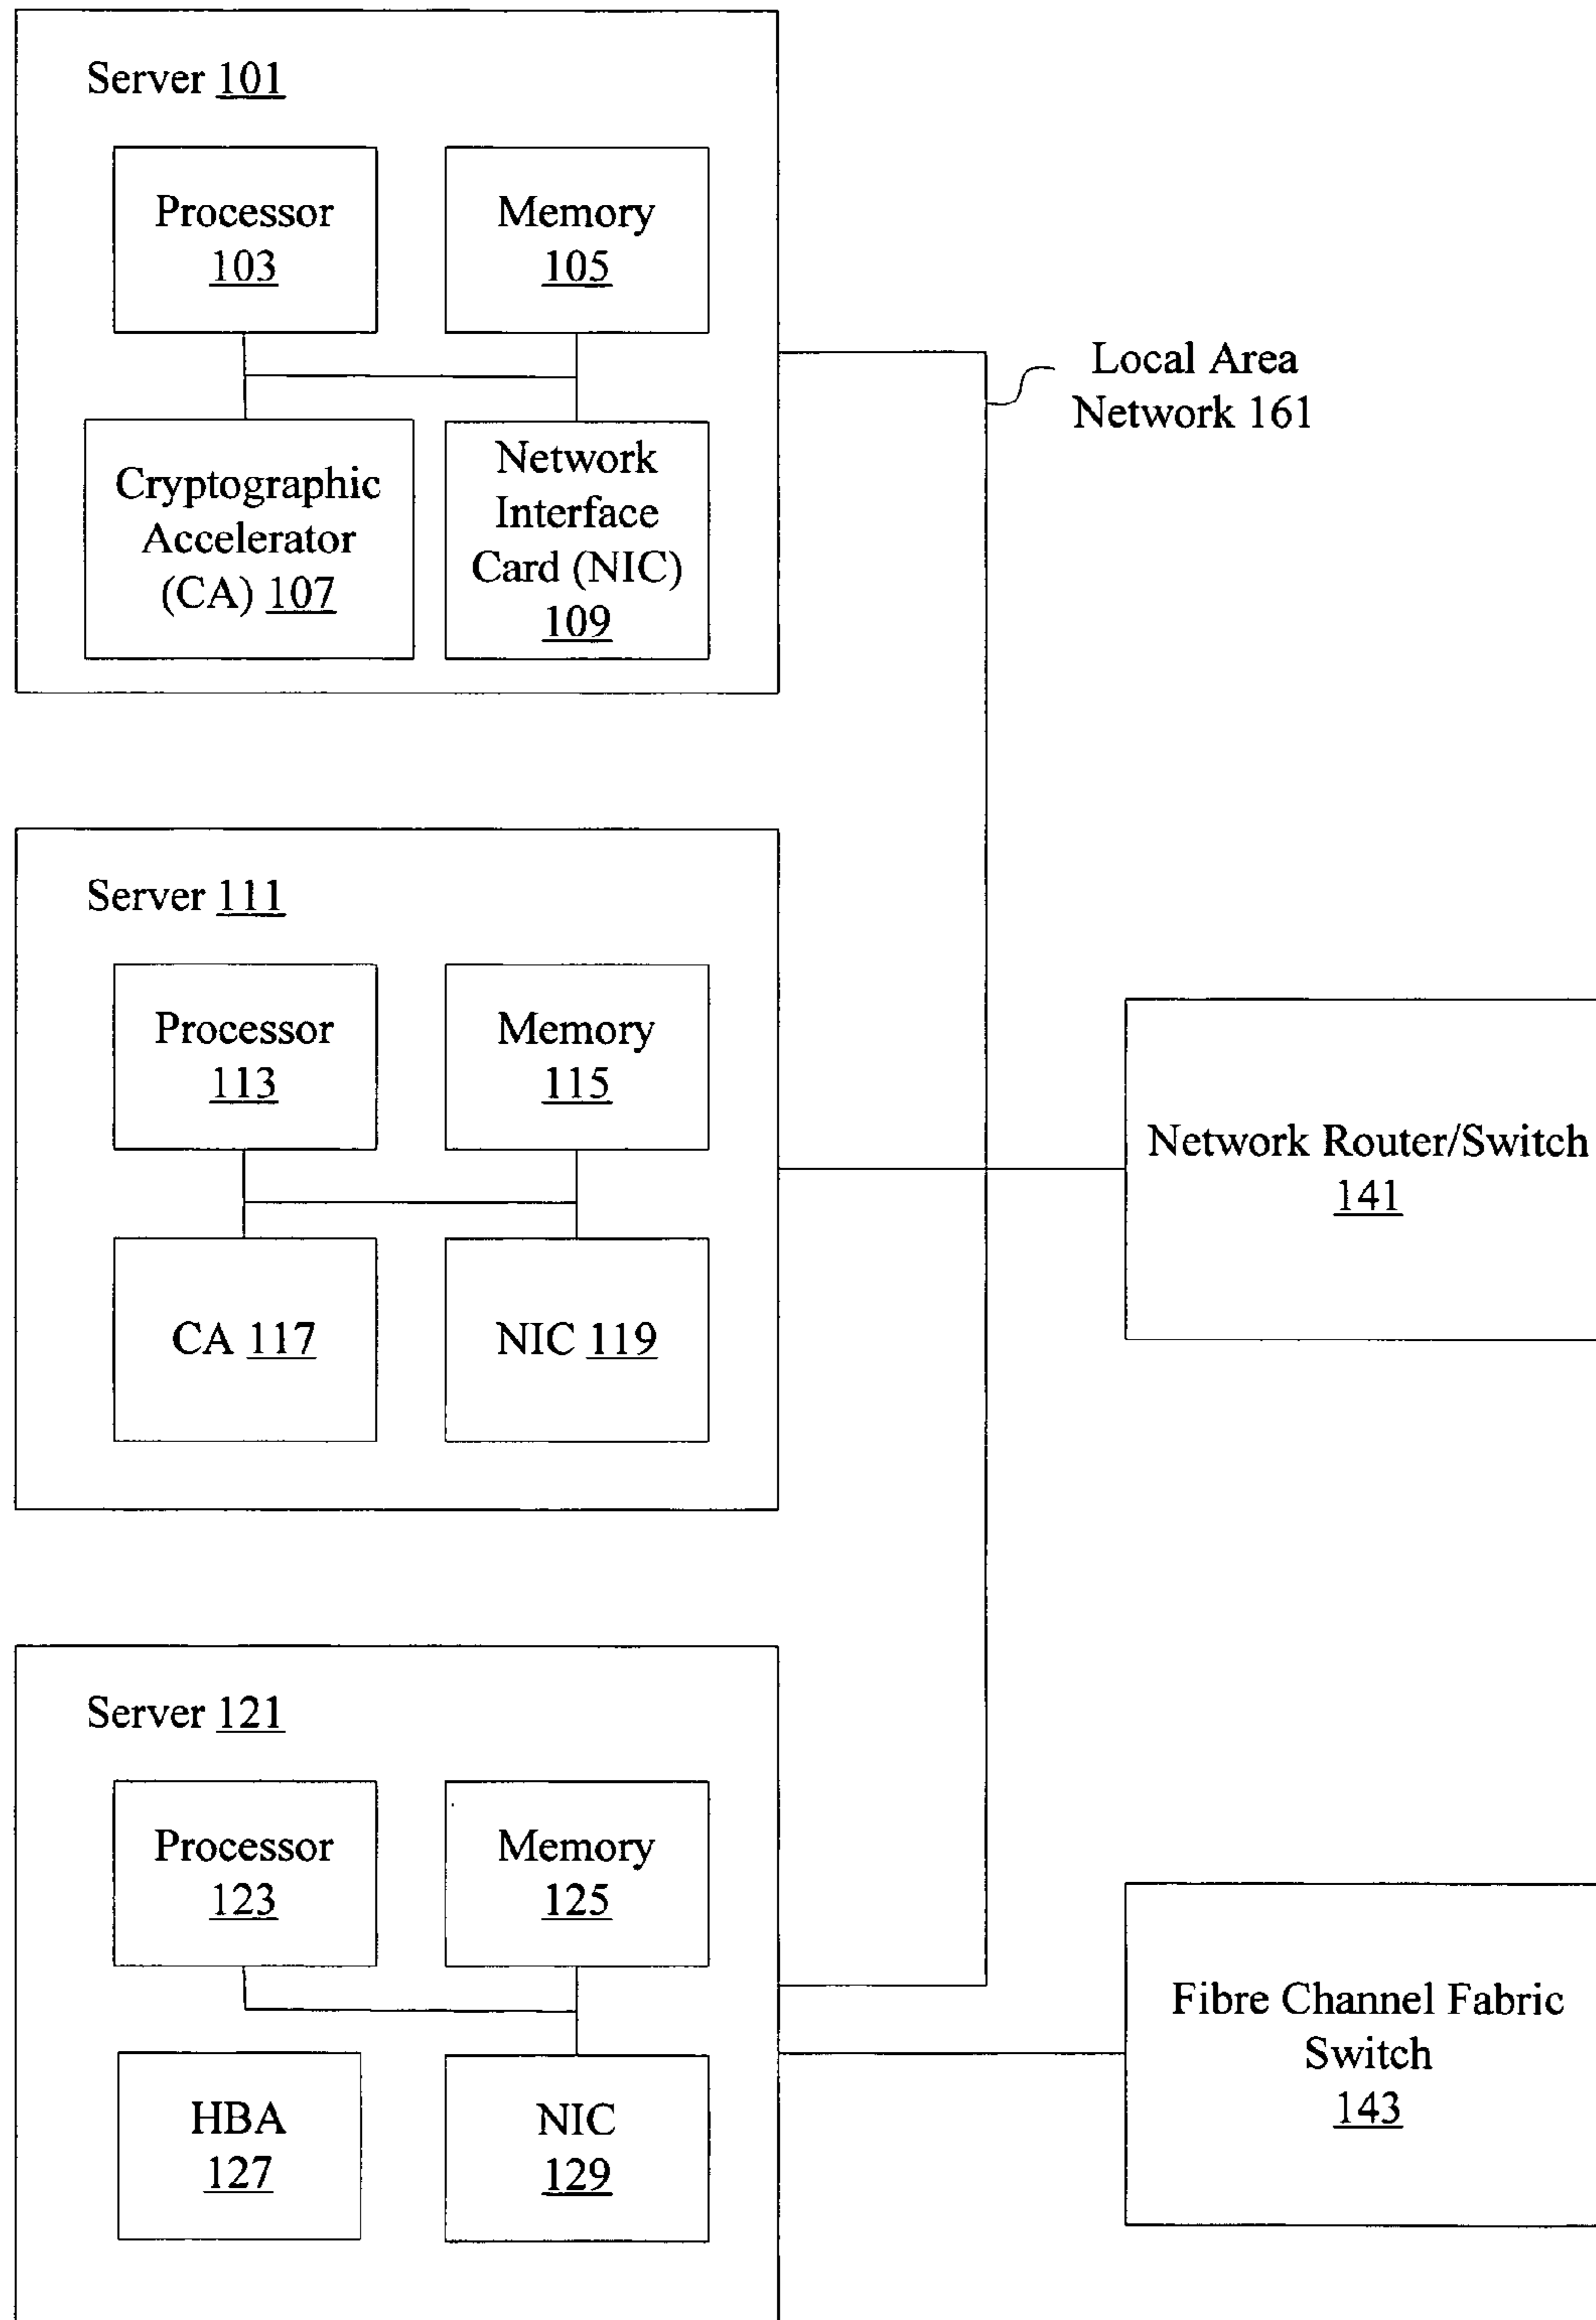 Server 101
Processor
103
Memory
105
Cryptographic
Accelerator
(CA) 107
Network
Interface
Card (NIC)
109
Local Area
Network 161
Server 111
Processor
113
Memory
115
CA 117
NIC 119
Network Router/Switch
141
Server 121
Processor
123
Memory
125
HBA
127
NIC
129
Fibre Channel Fabric
Switch
143